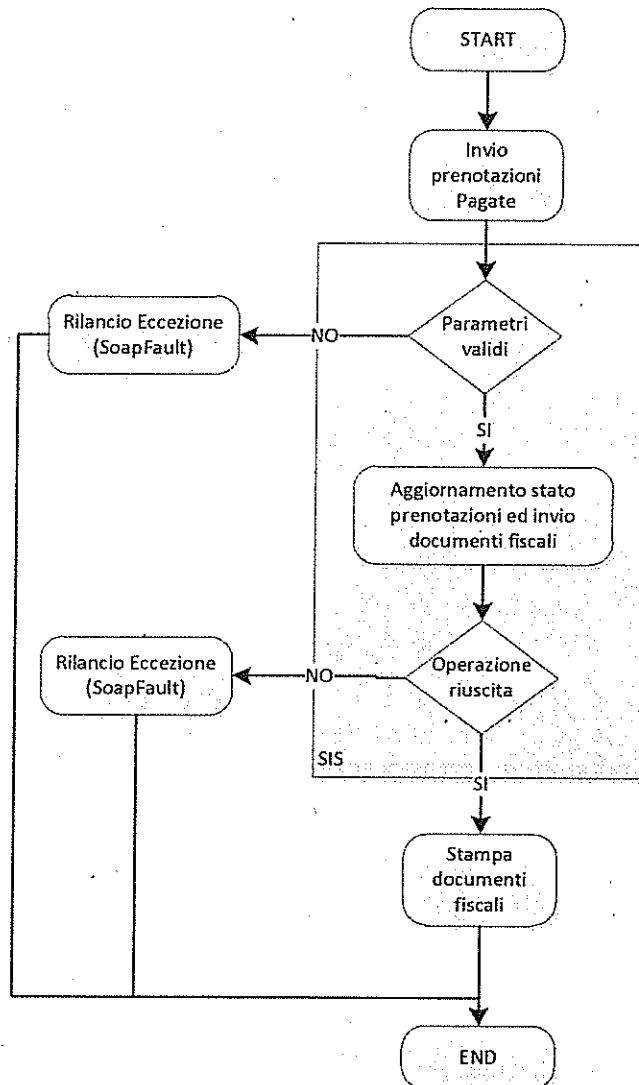 START
Invio
prenotazioni
Pagate
Parametri
validi
NO
Rilancio Eccezione
(SoapFault)
SI
Aggiornamento stato
prenotazioni ed invio
documenti fiscali
Operazione
riuscita
NO
Rilancio Eccezione
(SoapFault)
SIS
SI
Stampa
documenti
fiscali
END